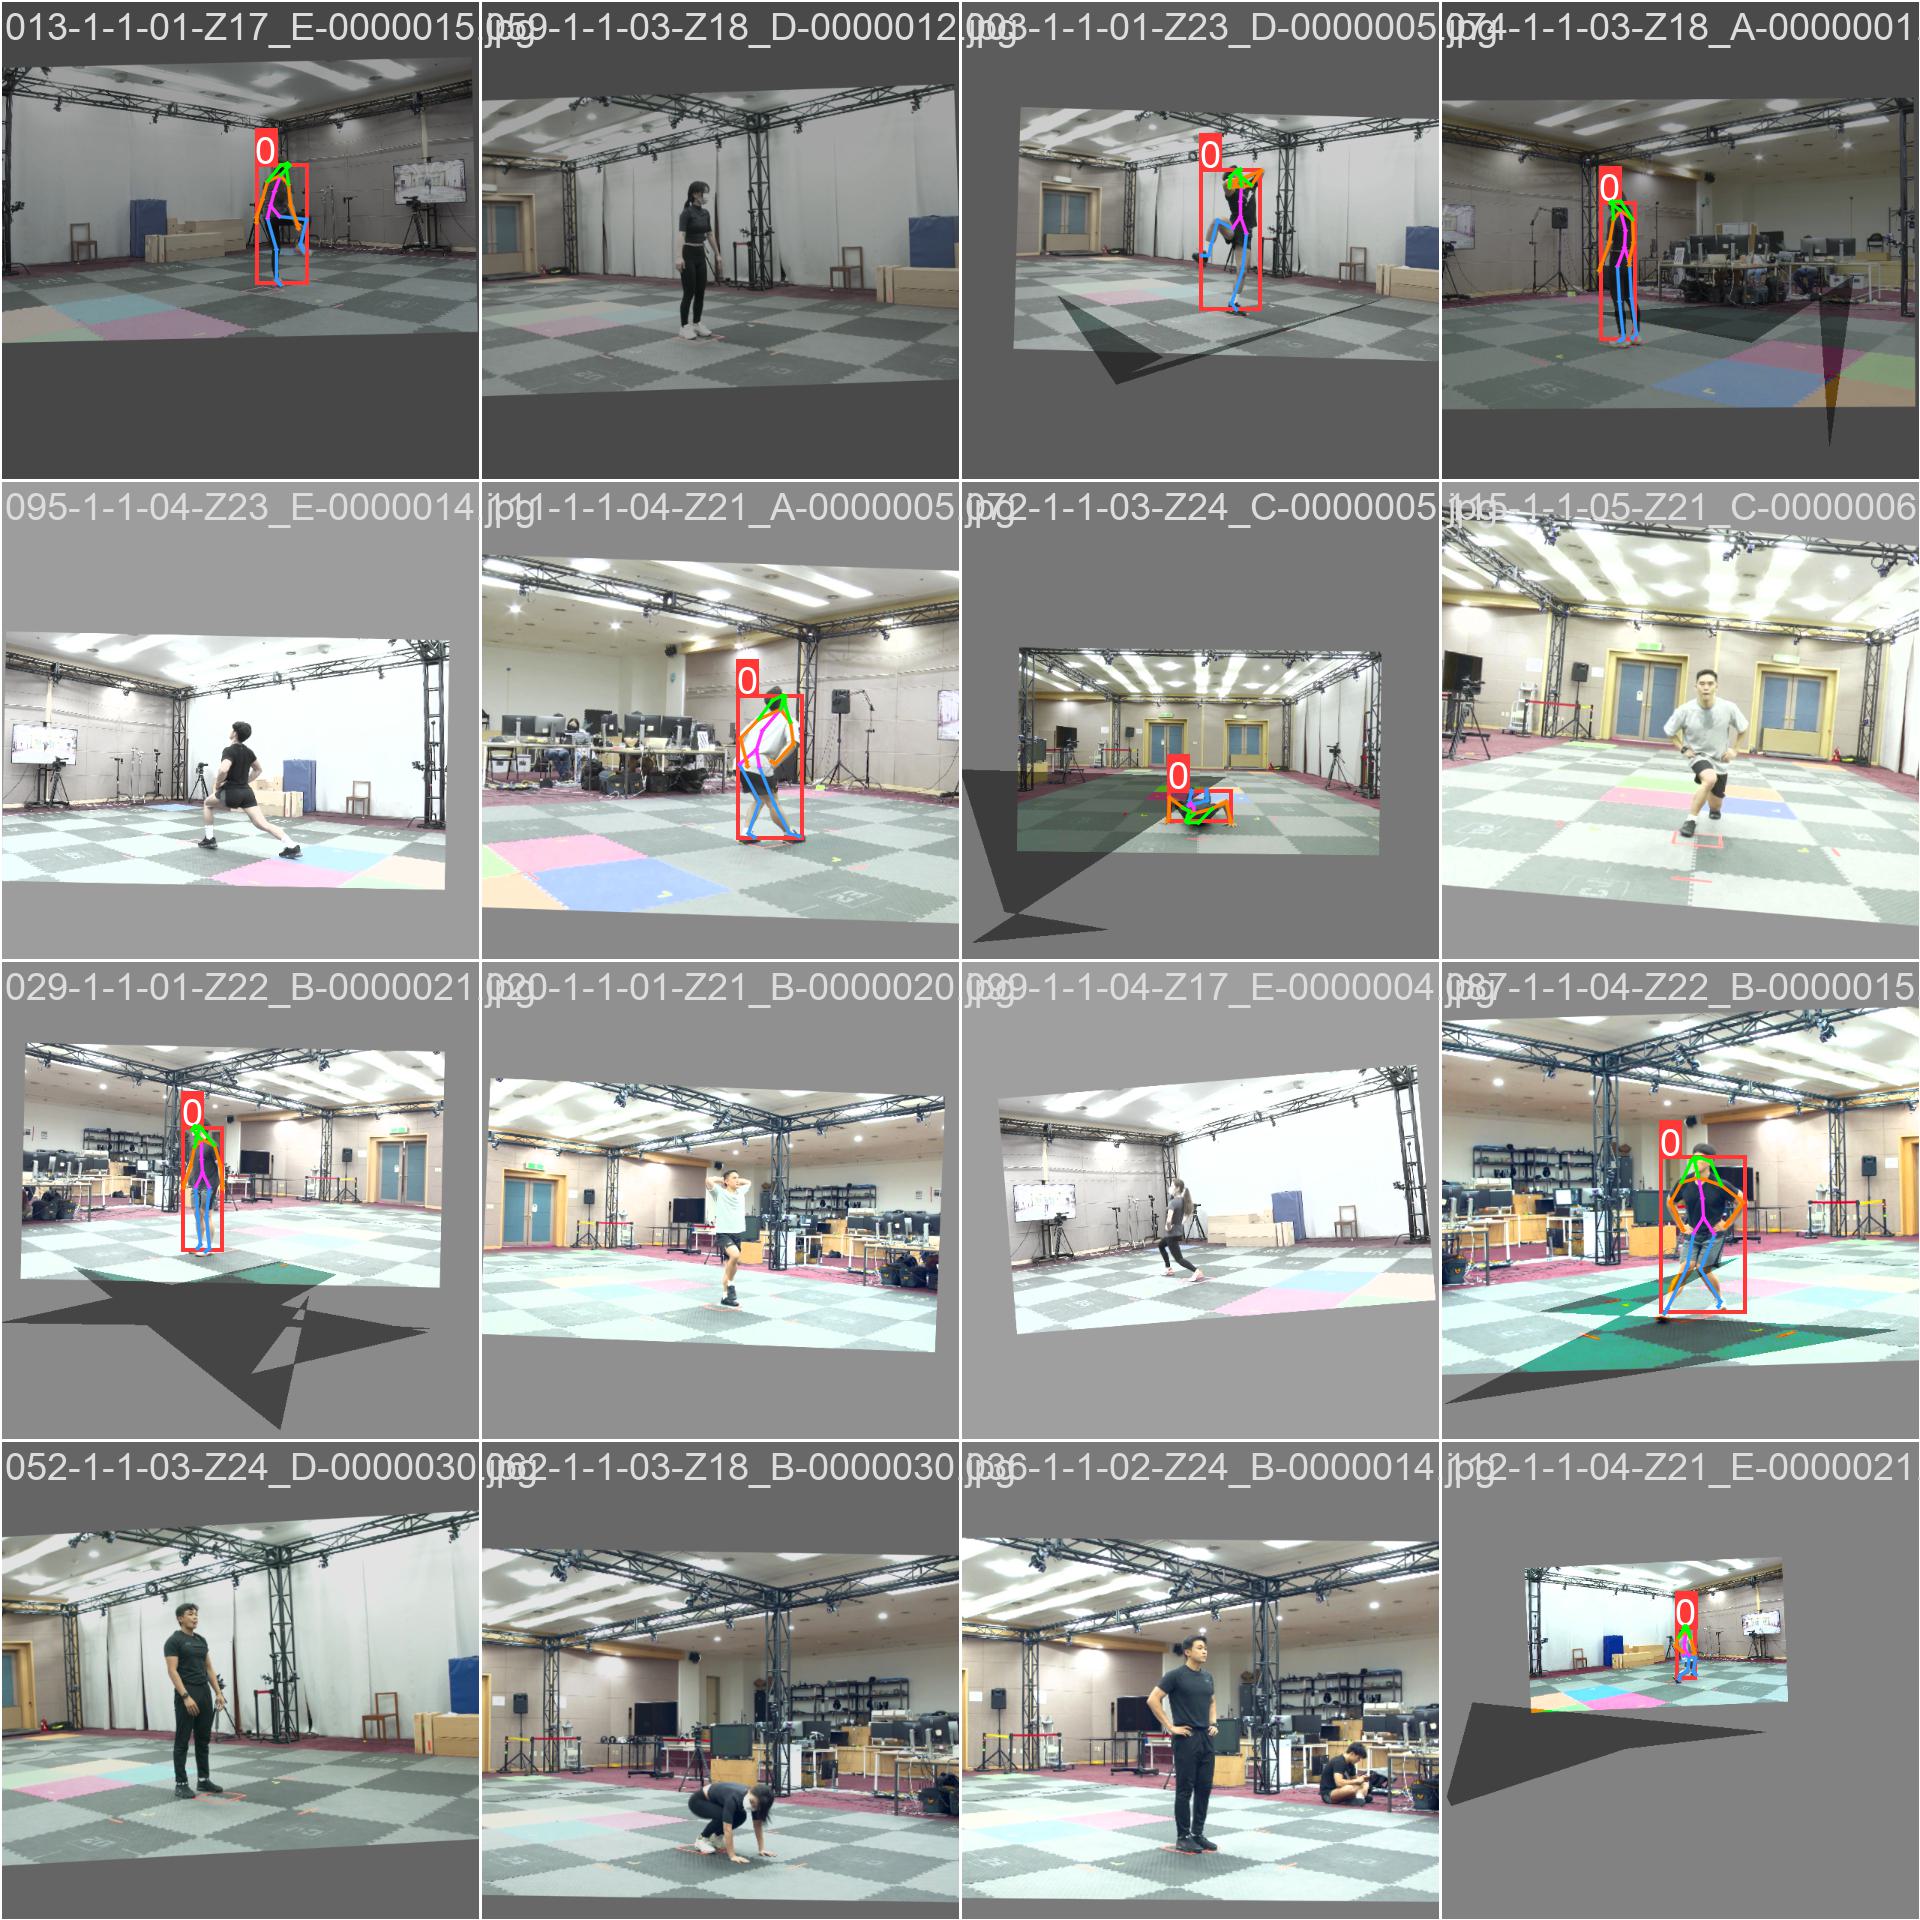 013-1-1-01-Z17_E-0000015.jpg
059-1-1-03-Z18_D-0000012.jpg
003-1-1-01-Z23_D-0000005.jpg
074-1-1-03-Z18_A-0000001.
0
0
0
095-1-1-04-Z23_E-0000014.jpg
111-1-1-04-Z21_A-0000005.jpg
072-1-1-03-Z24_C-0000005.jpg
115-1-1-05-Z21_C-0000006
0
0
029-1-1-01-Z22_B-0000021.jpg
020-1-1-01-Z21_B-0000020.jpg
099-1-1-04-Z17_E-0000004.jpg
087-1-1-04-Z22_B-0000015
0
0
052-1-1-03-Z24_D-0000030.jpg
062-1-1-03-Z18_B-0000030.jpg
036-1-1-02-Z24_B-0000014.jpg
112-1-1-04-Z21_E-0000021
0